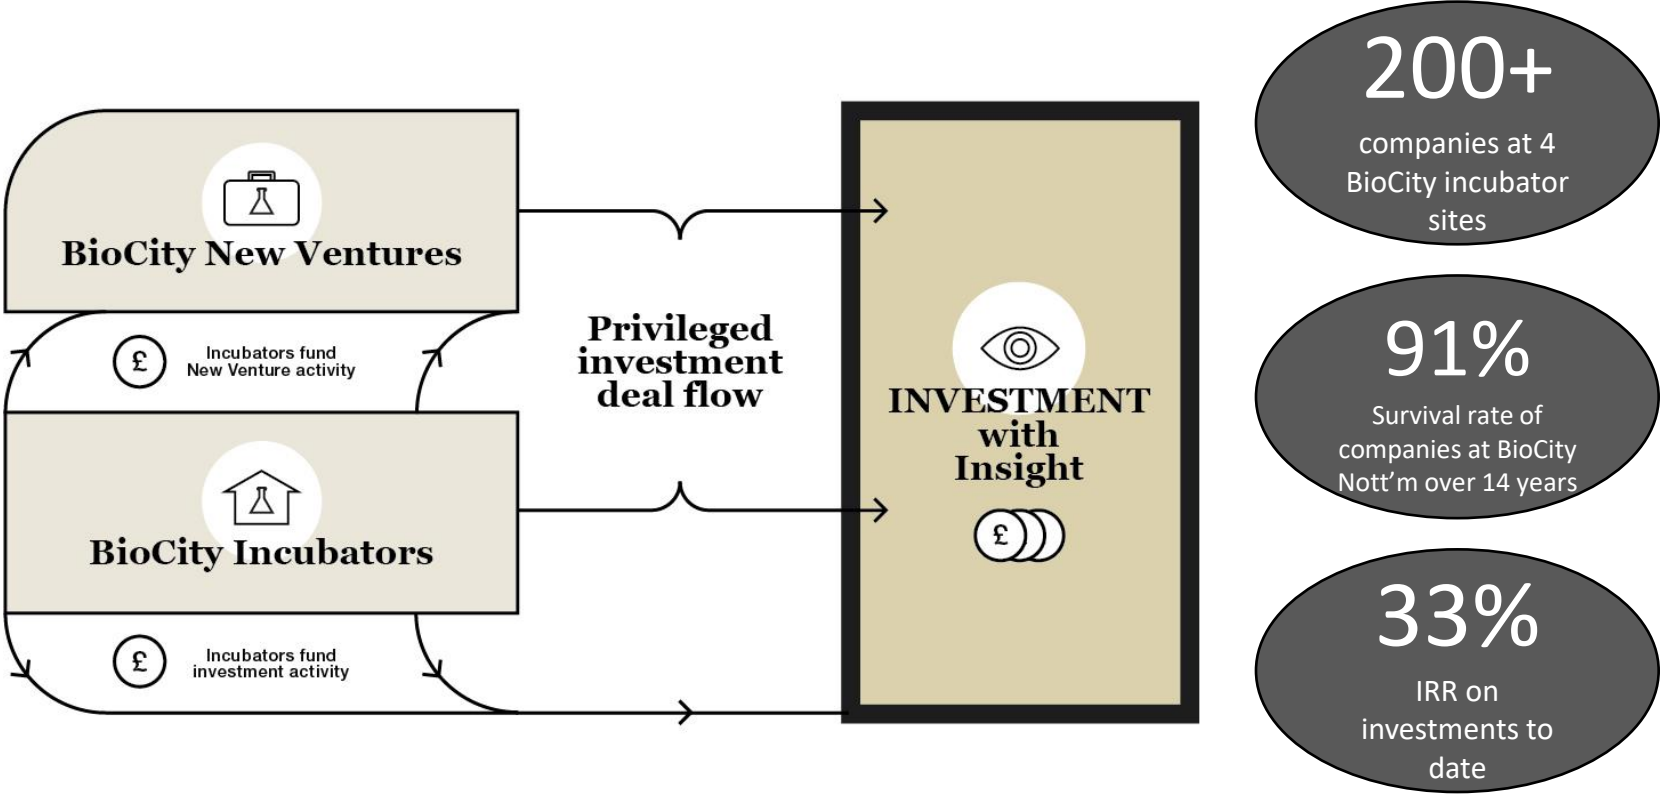 BioCity New Ventures
£
Incubators fund
New Venture activity
BioCity Incubators
£
Incubators fund
investment activity
Privileged
investment
deal flow
INVESTMENT
with
Insight
£
200+
companies at 4
BioCity incubator
sites
91%
Survival rate of
companies at BioCity
Nott’m over 14 years
33%
IRR on
investments to
date